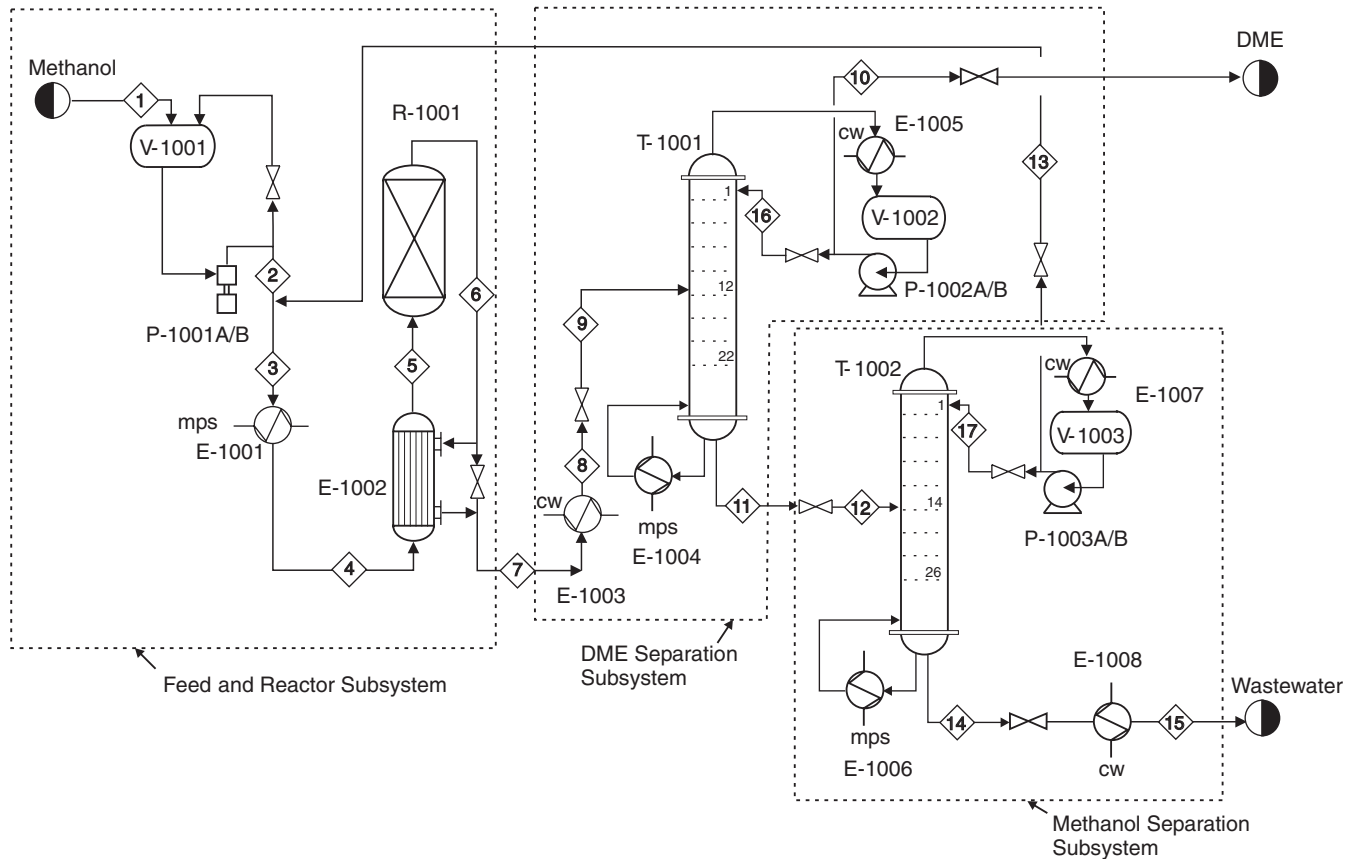 Methanol
1
V-1001
2
P-1001A/B
3
mps
E-1001
4
R-1001
5
6
E-1002
7
Feed and Reactor Subsystem
cw
8
E-1003
9
T-1001
1
12
22
mps
E-1004
11
cw
E-1005
V-1002
16
P-1002A/B
10
DME
13
DME Separation
Subsystem
12
T-1002
1
14
26
cw
E-1007
V-1003
17
P-1003A/B
mps
E-1006
14
E-1008
cw
15
Wastewater
Methanol Separation
Subsystem